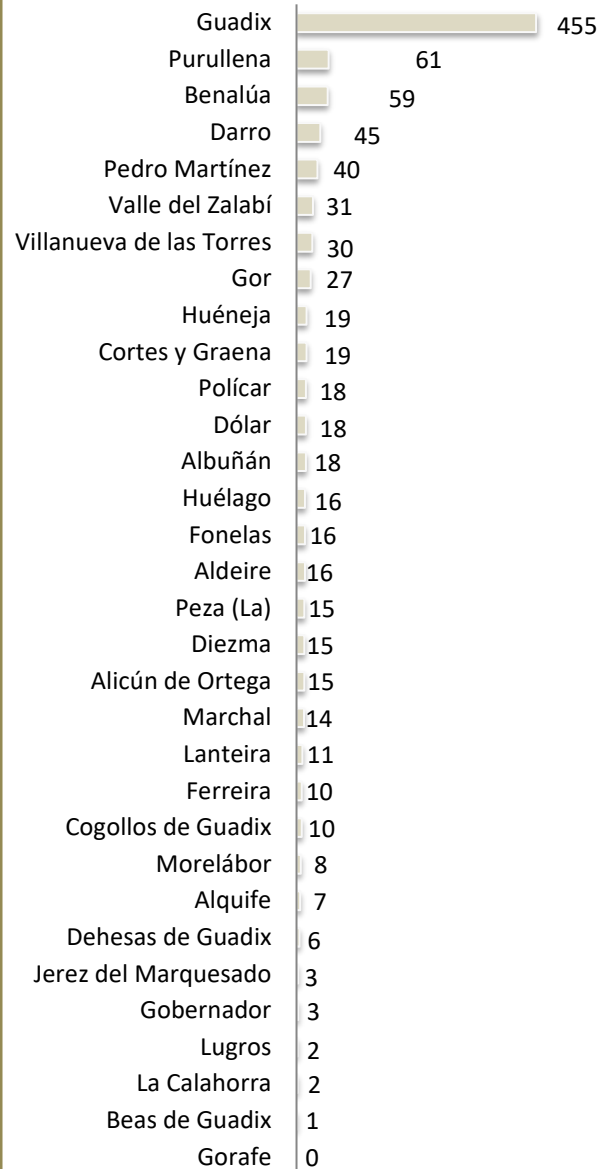 Guadix 455
Purullena 61
Benalúa 59
Darro 45
Pedro Martínez 40
Valle del Zalabí 31
Villanueva de las Torres 30
Gor 27
Huéneja 19
Cortes y Graena 19
Polícar 18
Dólar 18
Albuñán 18
Huélago 16
Fonelas 16
Aldeire 16
Peza (La) 15
Diezma 15
Alicún de Ortega 15
Marchal 14
Lanteira 11
Ferreira 10
Cogollos de Guadix 10
Morelábor 8
Alquife 7
Dehesas de Guadix 6
Jerez del Marquesado 3
Gobernador 3
Lugros 2
La Calahorra 2
Beas de Guadix 1
Gorafe 0